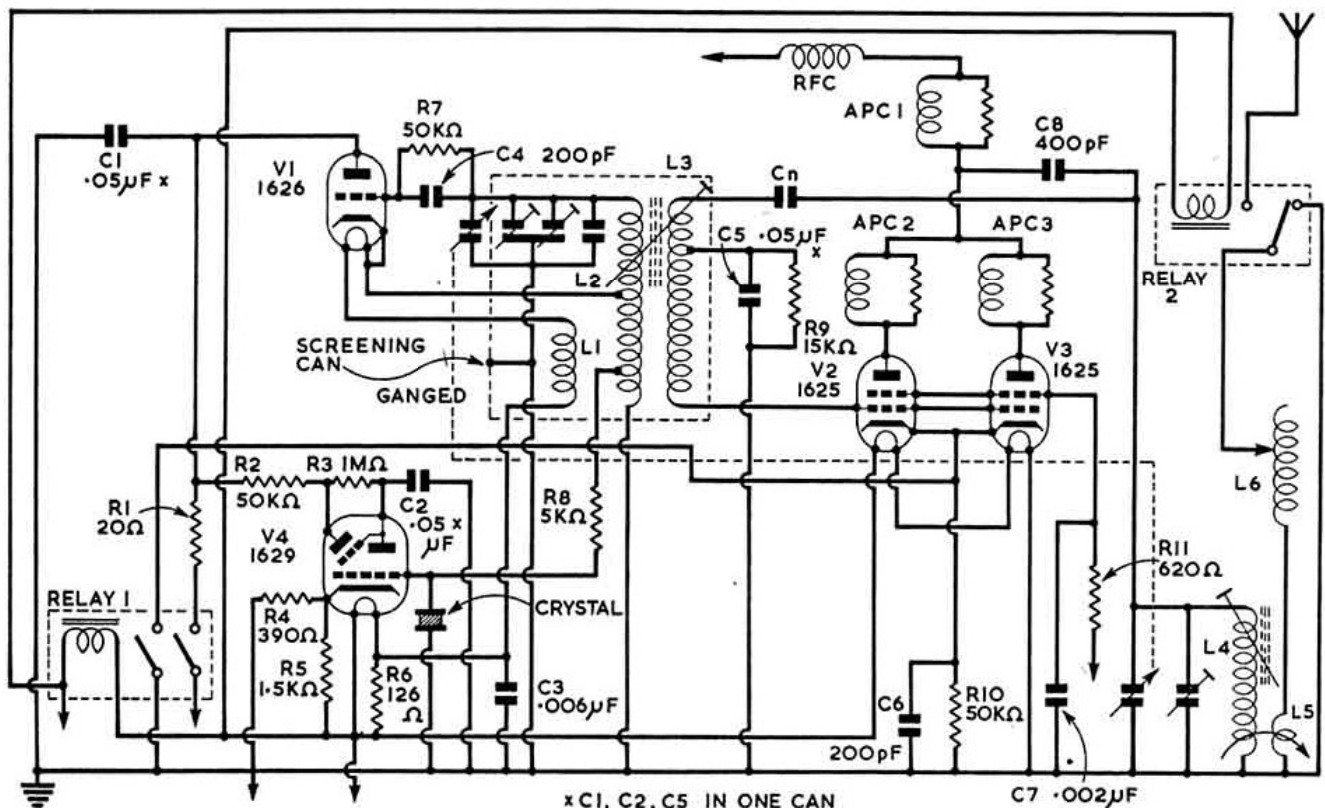 RFC
APC 1
R7
50KΩ
C1
.05µF x
V1
1626
C4 200pF
L3
Cn
C8
400pF
C5 .05µF
x
APC2
APC3
L2
RELAY
2
SCREENING
CAN
GANGED
L1
R9
15KΩ
V2
1625
V3
1625
L6
R1
20Ω
R2
50KΩ
R3 1MΩ
C2
.05 x
µF
R8
5KΩ
V4
1629
R11
620Ω
RELAY 1
R4
390Ω
CRYSTAL
L4
R5
1.5KΩ
R6
126
Ω
C3
.006µF
C6
200pF
R10
50KΩ
L5
x C1, C2, C5 IN ONE CAN
C7 .002µF